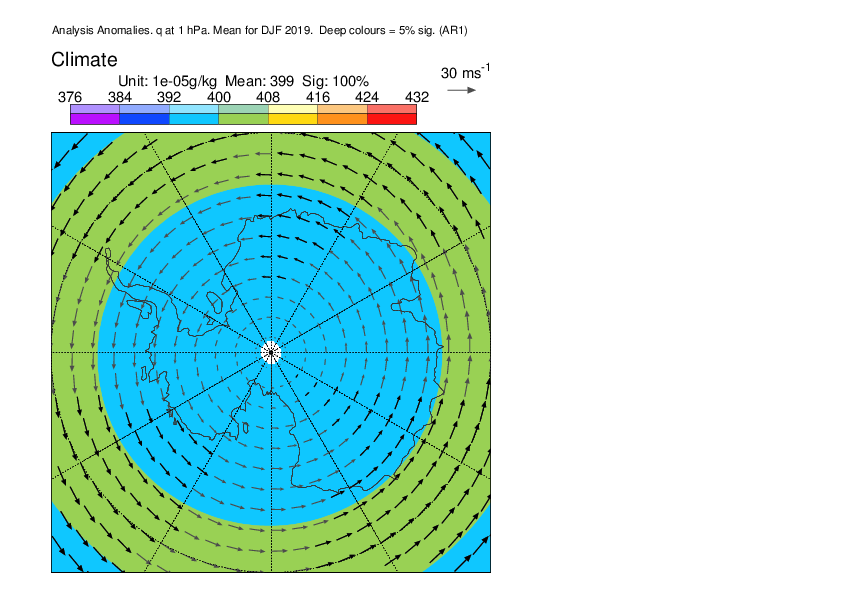 Analysis Anomalies. q at 1 hPa. Mean for DJF 2019.  Deep colours = 5% sig. (AR1)
Climate
30 ms-1
Unit: 1e-05g/kg  Mean: 399  Sig: 100%
376 384 392 400 408 416 424 432